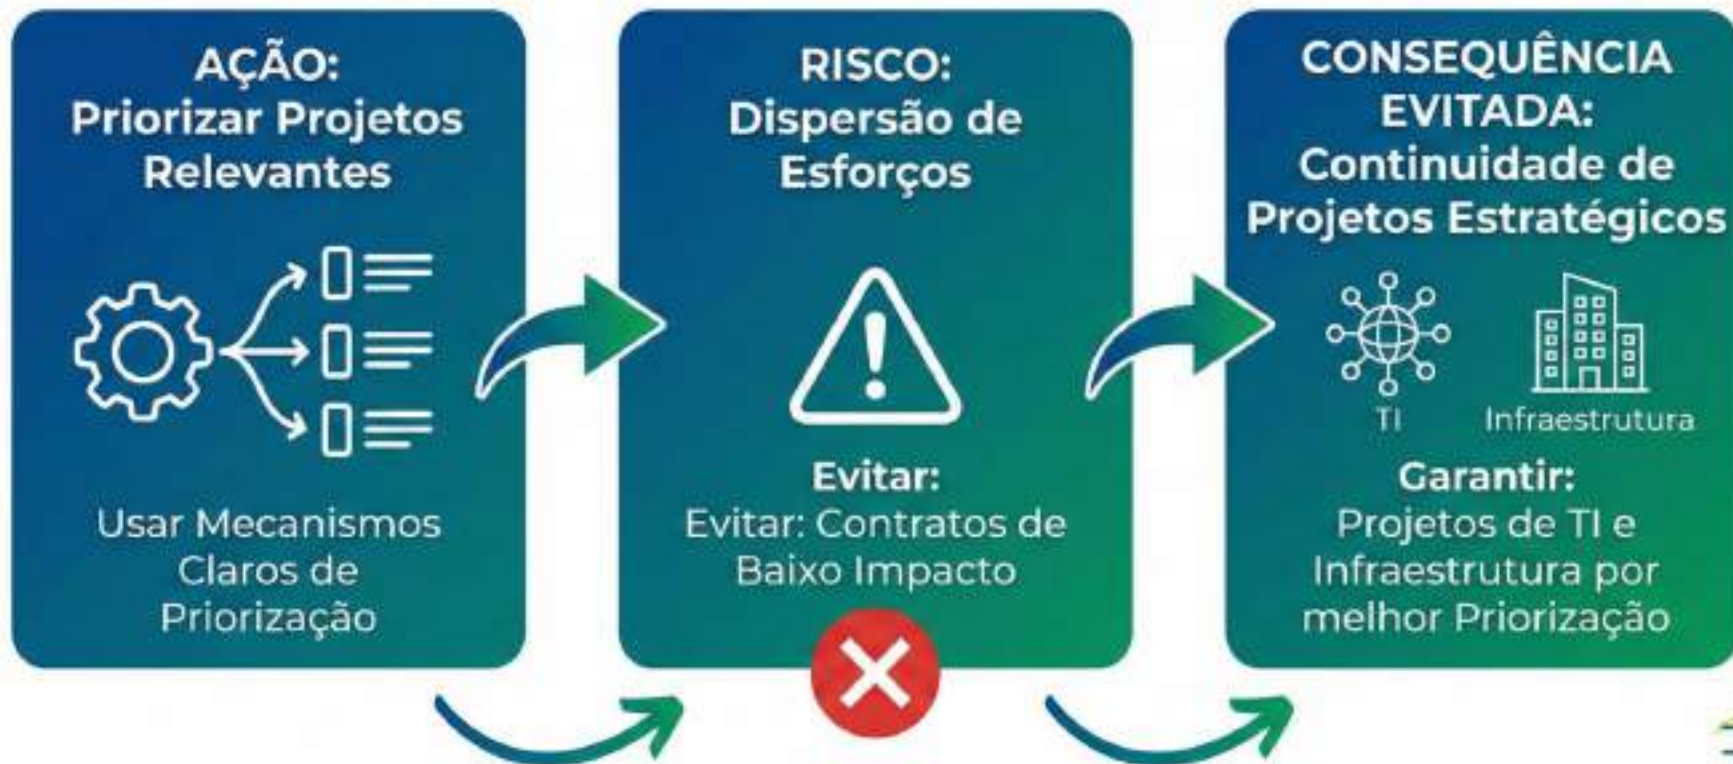 AÇÃO:
Priorizar Projetos
Relevantes
Usar Mecanismos
Claros de
Priorização
RISCO:
Dispersão de
Esforços
Evitar:
Evitar: Contratos de
Baixo Impacto
CONSEQUÊNCIA
EVITADA:
Continuidade de
Projetos Estratégicos
TI
Infraestrutura
Garantir:
Projetos de TI e
Infraestrutura por
melhor Priorização